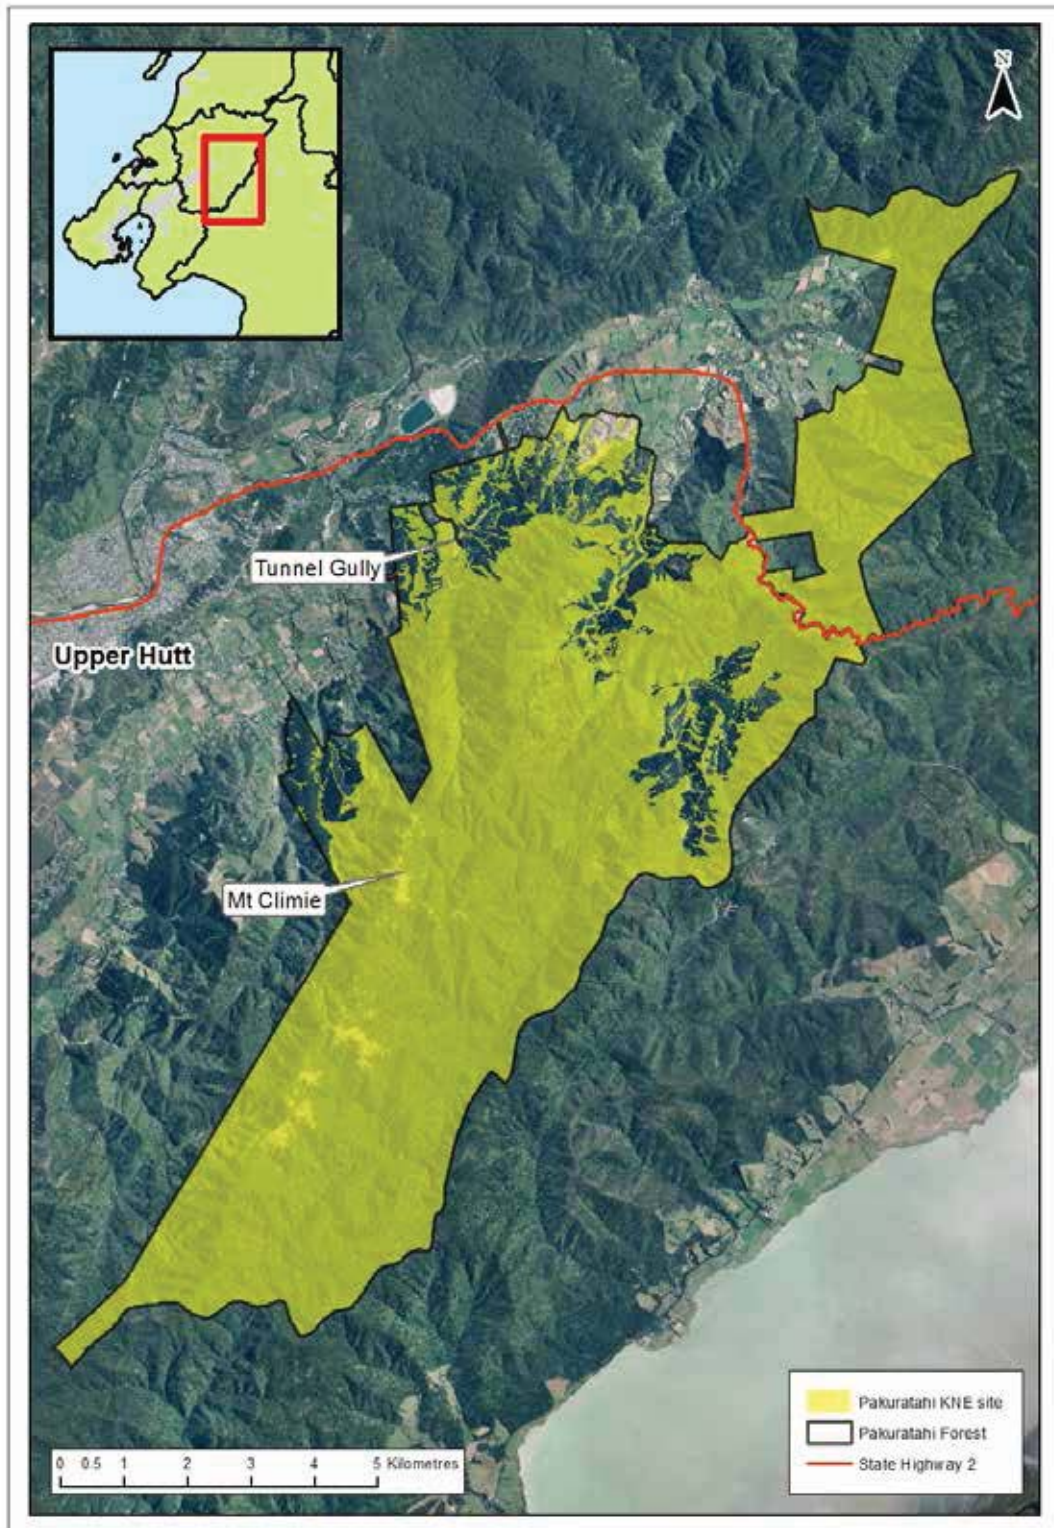 N
Tunnel Gully
Upper Hutt
Mt Climie
Pakuratahi KNE site
Pakuratahi Forest
State Highway 2
0 0.5 1 2 3 4 5 Kilometres